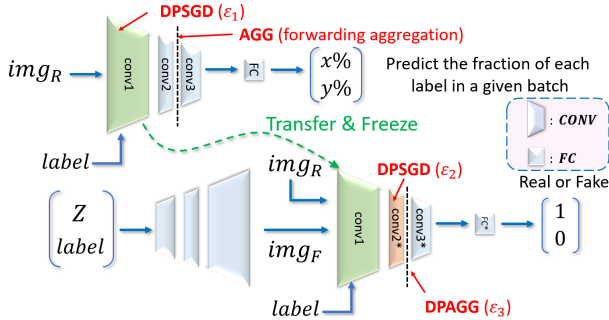 DPSGD (ε₁)
AGG (forwarding aggregation)
img_R
conv1
conv2
conv3
FC
x%
y%
Predict the fraction of each
label in a given batch
: CONV
: FC
label
Transfer & Freeze
img_R
DPSGD (ε₂)
Real or Fake
Z
label
img_F
conv1
conv2*
conv3*
FC*
1
0
label
DPAGG (ε₃)